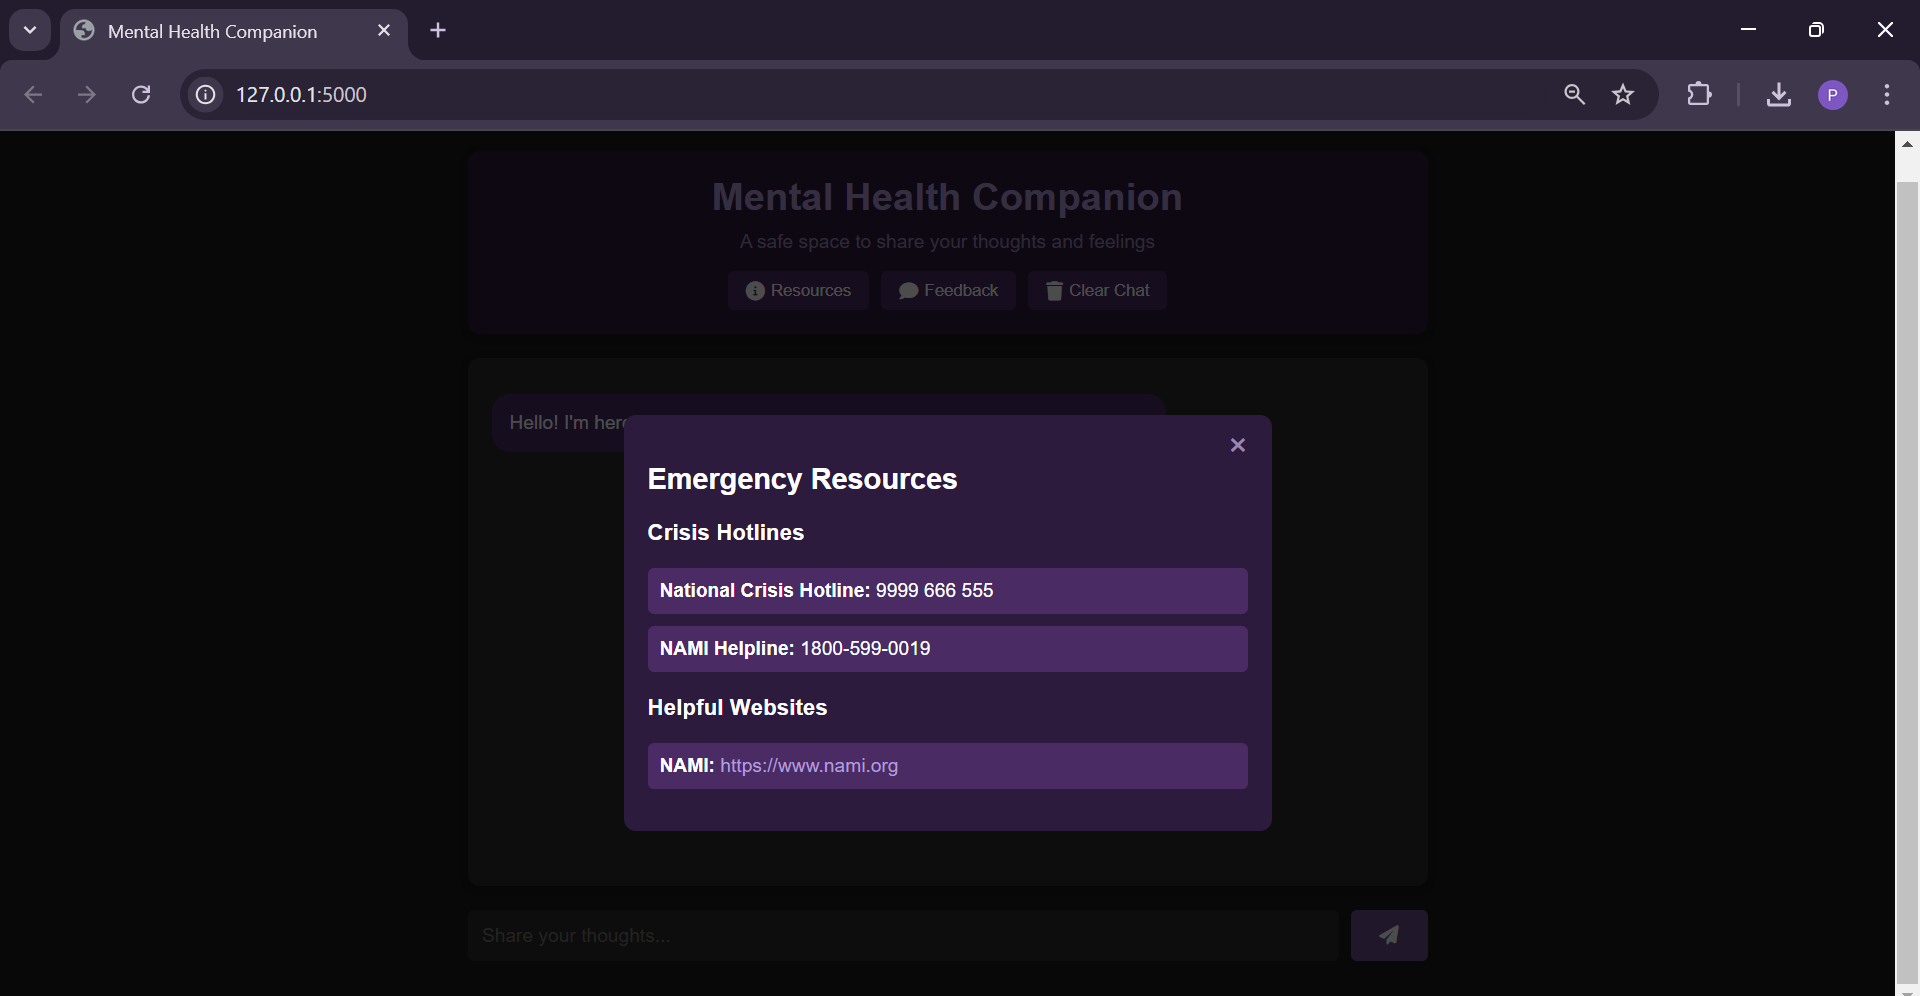 Mental Health Companion
127.0.0.1:5000
P
Mental Health Companion
A safe space to share your thoughts and feelings
Resources Feedback Clear Chat
Hello! I'm here
Emergency Resources
Crisis Hotlines
National Crisis Hotline: 9999 666 555
NAMI Helpline: 1800-599-0019
Helpful Websites
NAMI: https://www.nami.org
Share your thoughts...